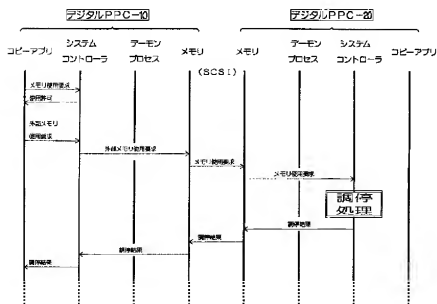 デジタルPPC-10
デジタルPPC-20
コピーアプリ
システム
コントローラ
デーモン
プロセス
メモリ
メモリ
デーモン
プロセス
システム
コントローラ
コピーアプリ
(SCSI)
メモリ使用要求
使用許可
外部メモリ
使用要求
外部メモリ使用要求
メモリ使用要求
メモリ使用要求
調停
処理
調停結果
調停結果
調停結果
調停結果